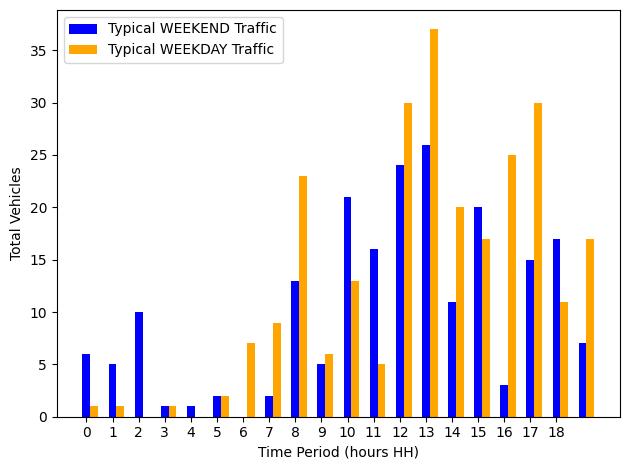 Typical WEEKEND Traffic
Typical WEEKDAY Traffic
35
30
25
20
15
10
5
0
Total Vehicles
0 1 2 3 4 5 6 7 8 9 10 11 12 13 14 15 16 17 18
Time Period (hours HH)